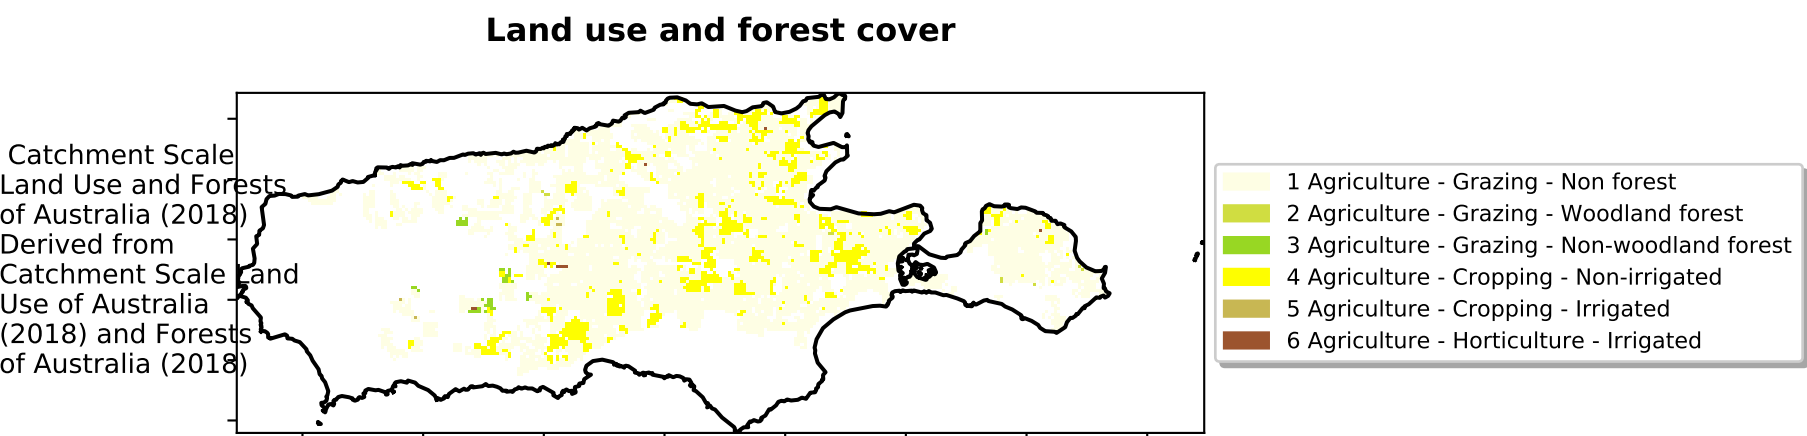 Land use and forest cover
Catchment Scale
Land Use and Forests
of Australia (2018)
Derived from
Catchment Scale Land
Use of Australia
(2018) and Forests
of Australia (2018)
1 Agriculture - Grazing - Non forest
2 Agriculture - Grazing - Woodland forest
3 Agriculture - Grazing - Non-woodland forest
4 Agriculture - Cropping - Non-irrigated
5 Agriculture - Cropping - Irrigated
6 Agriculture - Horticulture - Irrigated